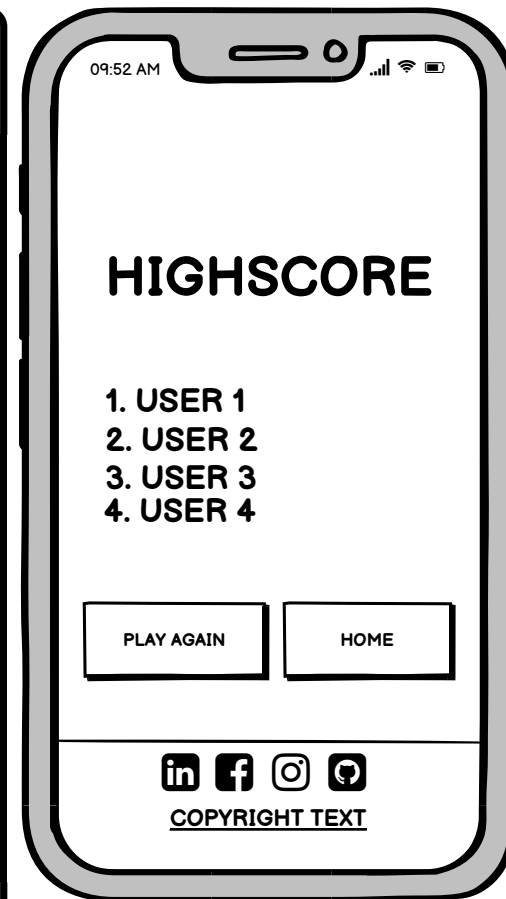 09:52 AM
HIGHSCORE
1. USER 1
2. USER 2
3. USER 3
4. USER 4
PLAY AGAIN
HOME
in f
COPYRIGHT TEXT